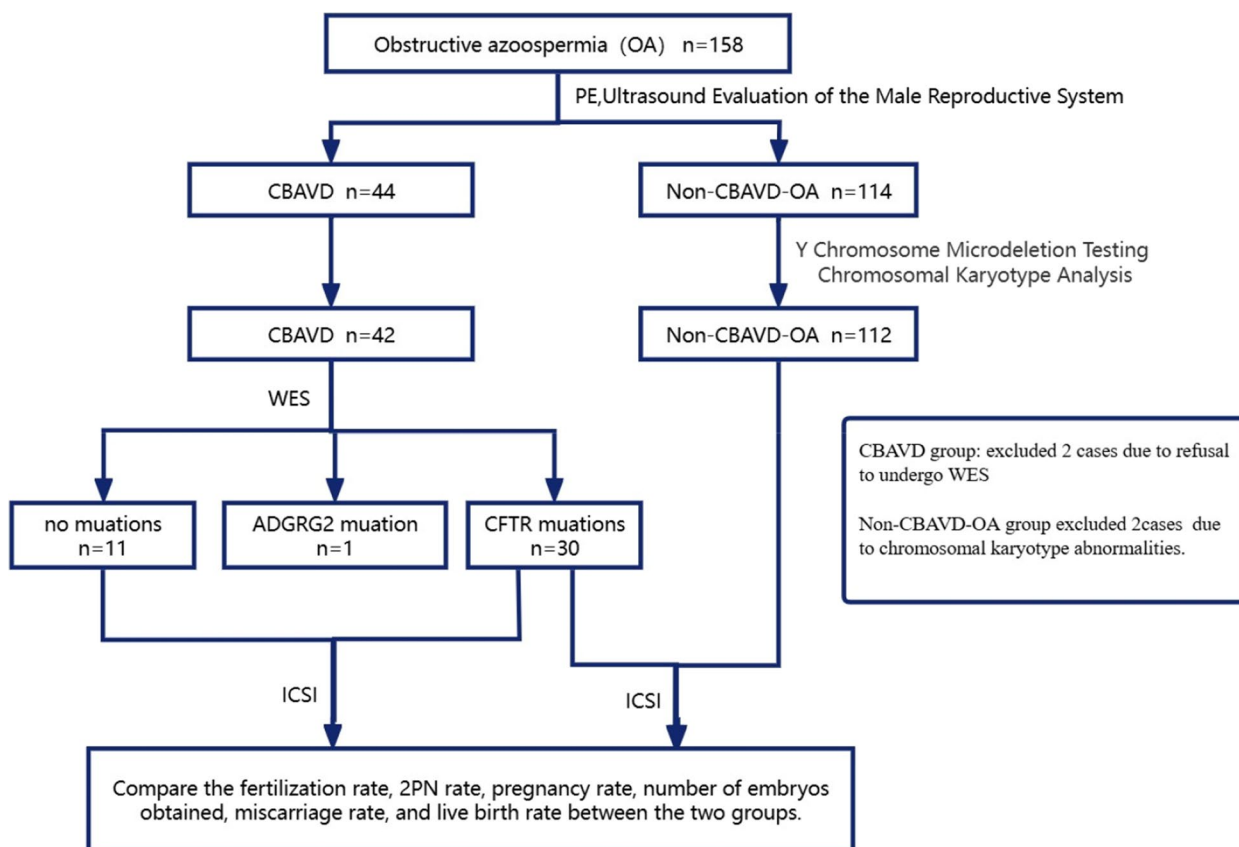 Obstructive azoospermia (OA) n=158
PE,Ultrasound Evaluation of the Male Reproductive System
CBAVD n=44
Non-CBAVD-OA n=114
Y Chromosome Microdeletion Testing
Chromosomal Karyotype Analysis
CBAVD n=42
Non-CBAVD-OA n=112
WES
no muations
n=11
ADGRG2 muation
n=1
CFTR muations
n=30
CBAVD group: excluded 2 cases due to refusal
to undergo WES
Non-CBAVD-OA group excluded 2cases due
to chromosomal karyotype abnormalities.
ICSI
ICSI
Compare the fertilization rate, 2PN rate, pregnancy rate, number of embryos
obtained, miscarriage rate, and live birth rate between the two groups.